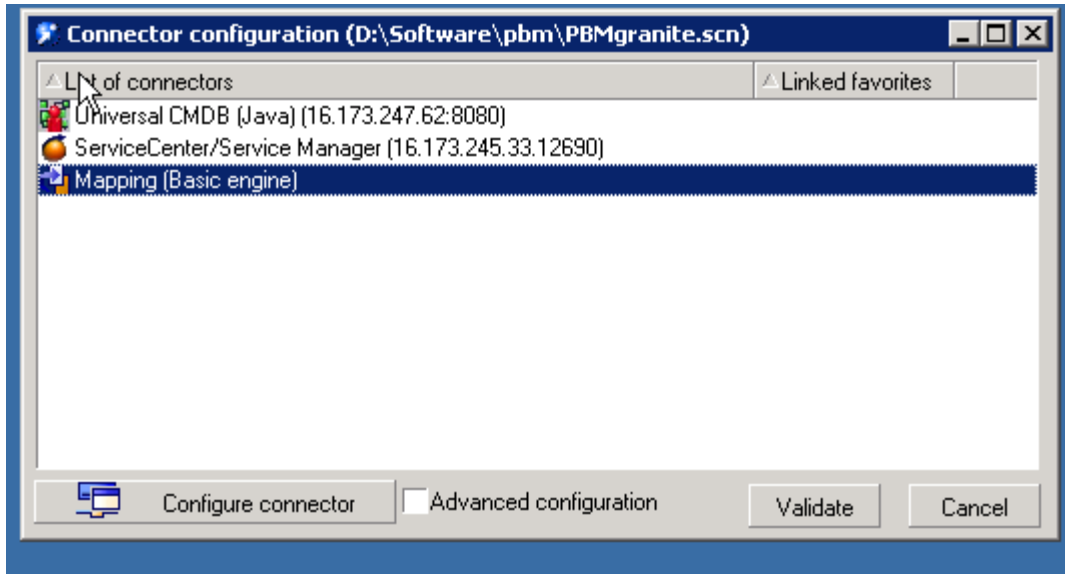 Connector configuration (D:\Software\pbm\PBMgranite.scn)
List of connectors Linked favorites
Universal CMDB (Java) (16.173.247.62:8080)
ServiceCenter/Service Manager (16.173.245.33.12690)
Mapping (Basic engine)
Configure connector Advanced configuration Validate Cancel